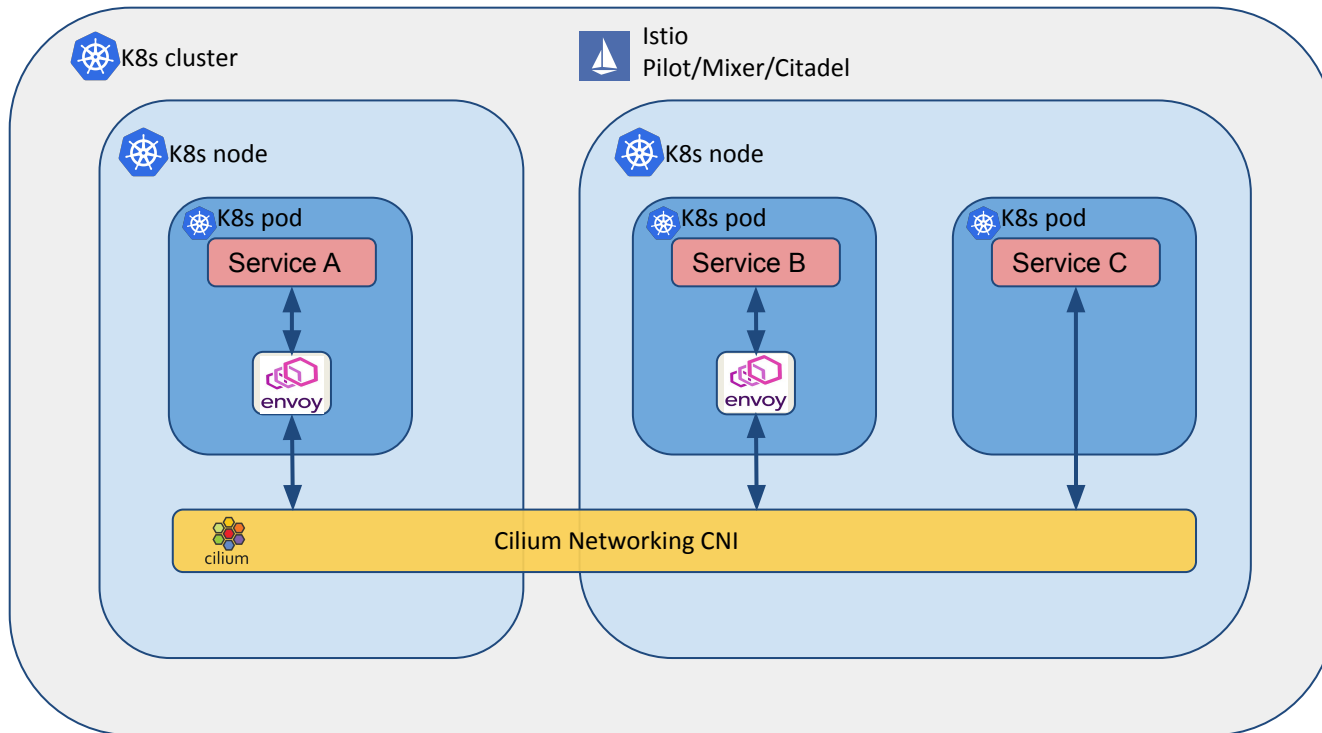 K8s cluster
Istio
Pilot/Mixer/Citadel
K8s node
K8s node
K8s pod
K8s pod
K8s pod
Service A
Service B
Service C
envoy
envoy
cilium
Cilium Networking CNI